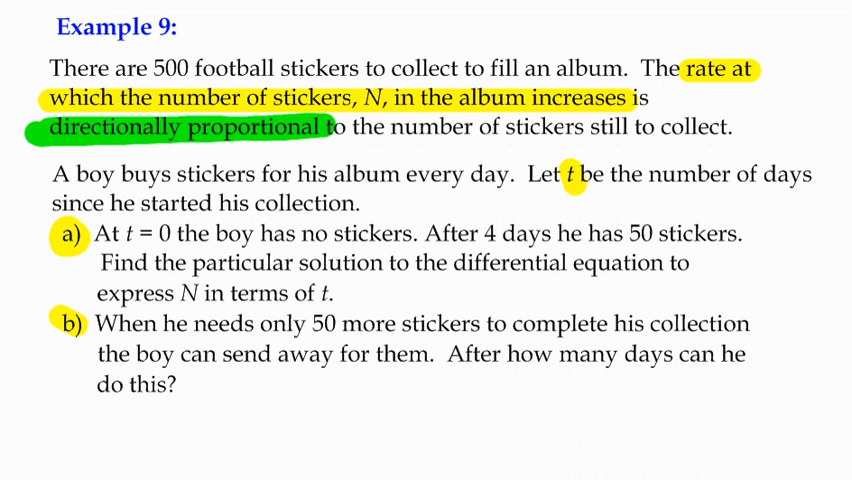 Example 9:
There are 500 football stickers to collect to fill an album. The rate at
which the number of stickers, N, in the album increases is
directionally proportional to the number of stickers still to collect.
A boy buys stickers for his album every day. Let t be the number of days
since he started his collection.
a) At t = 0 the boy has no stickers. After 4 days he has 50 stickers.
Find the particular solution to the differential equation to
express N in terms of t.
b) When he needs only 50 more stickers to complete his collection
the boy can send away for them. After how many days can he
do this?